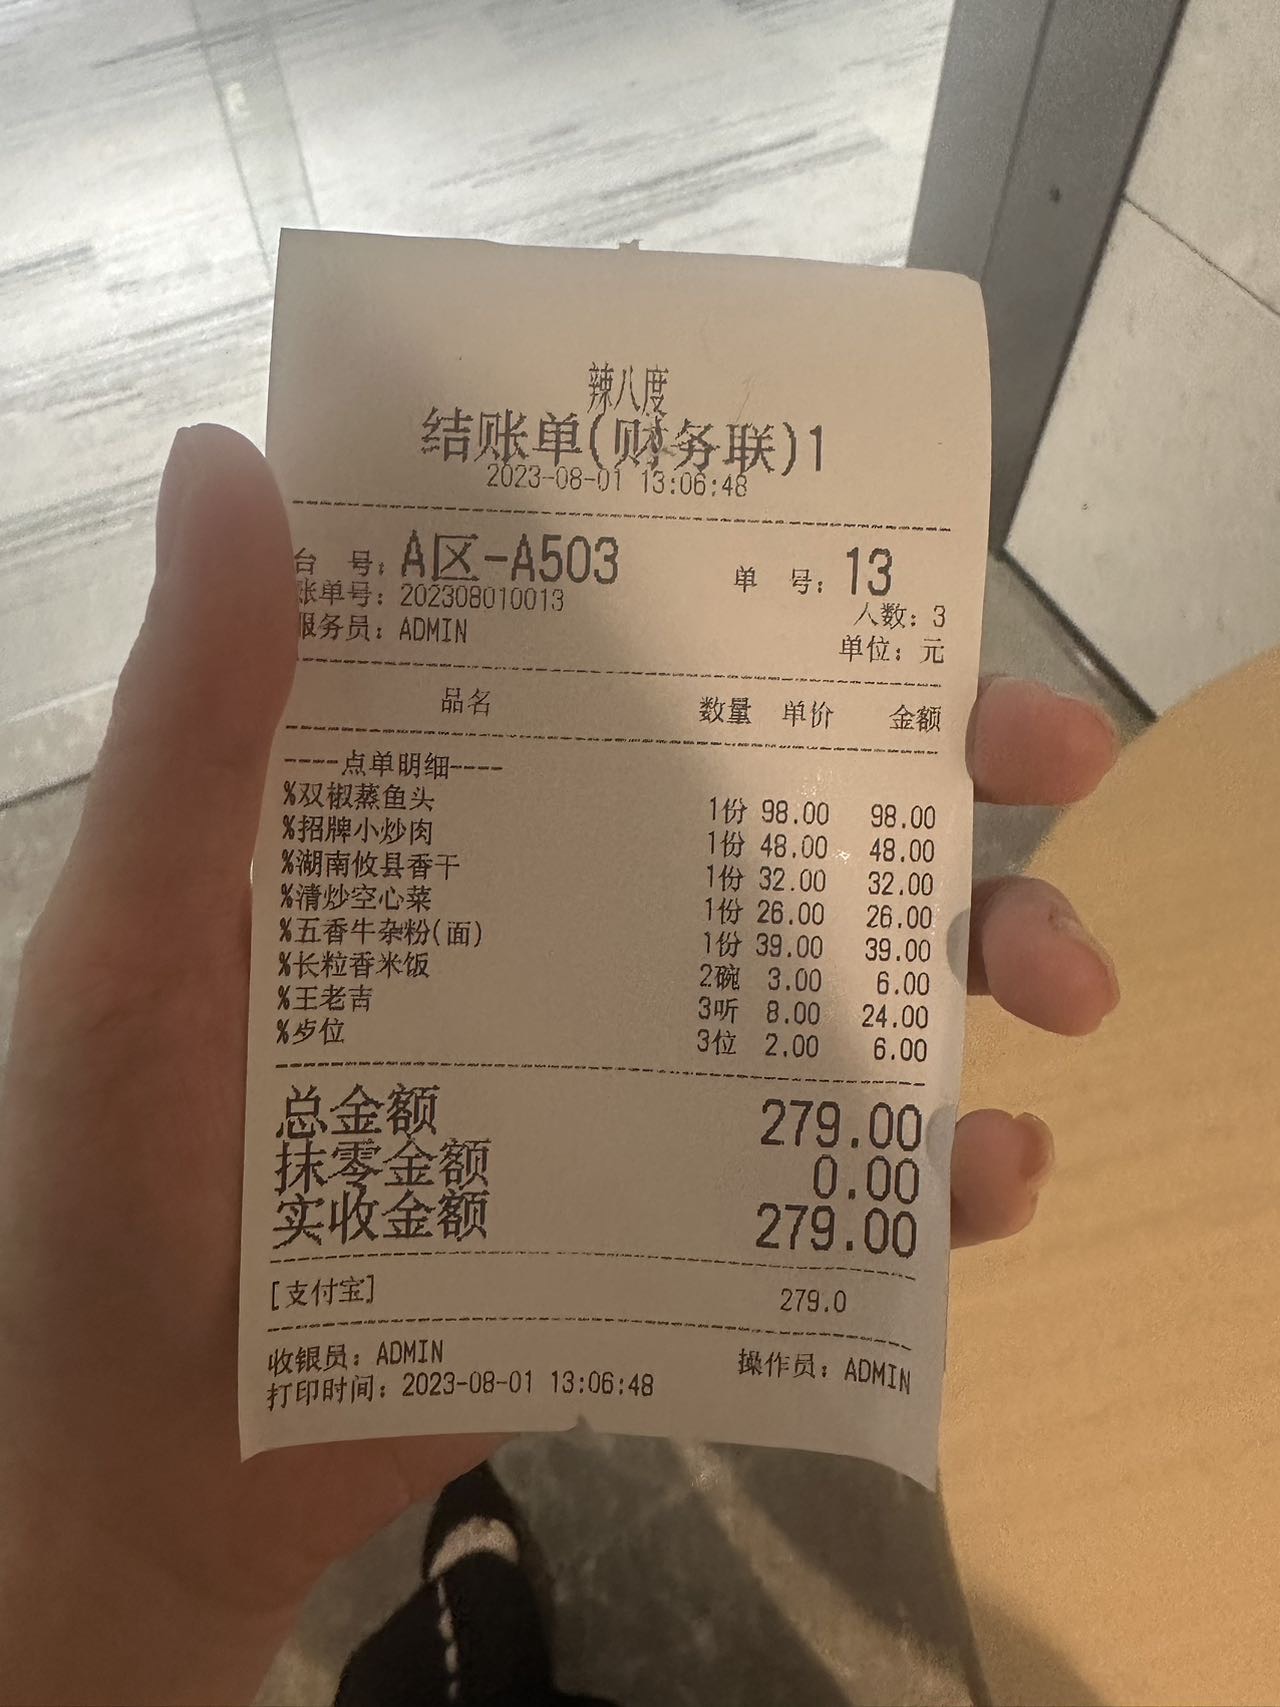 辣八度
结账单(财务联)1
2023-08-01 13:06:48
台 号: A区-A503 单 号: 13
账单号: 202308010013 人数: 3
服务员: ADMIN 单位: 元
品名 数量 单价 金额
----点单明细----
%双椒蒸鱼头 1份 98.00 98.00
%招牌小炒肉 1份 48.00 48.00
%湖南攸县香干 1份 32.00 32.00
%清炒空心菜 1份 26.00 26.00
%五香牛杂粉(面) 1份 39.00 39.00
%长粒香米饭 2碗 3.00 6.00
%王老吉 3听 8.00 24.00
%歺位 3位 2.00 6.00
总金额 279.00
抹零金额 0.00
实收金额 279.00
[支付宝] 279.0
收银员: ADMIN 操作员: ADMIN
打印时间: 2023-08-01 13:06:48